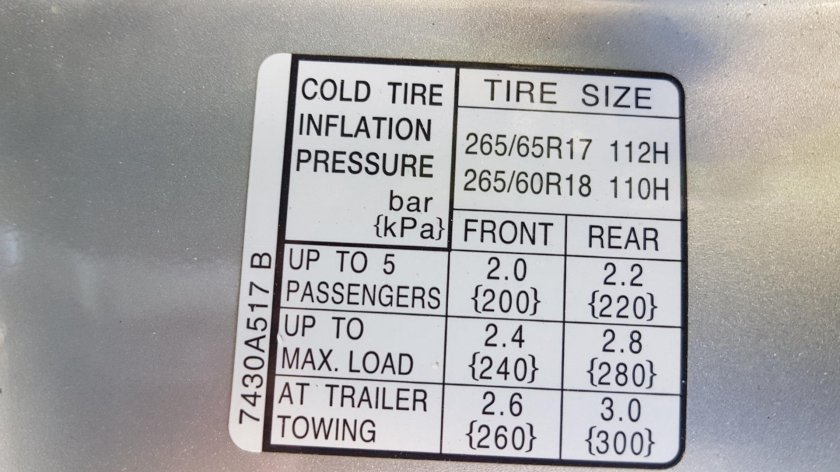 COLD TIRE
INFLATION
PRESSURE
bar
{kPa}
TIRE SIZE
265/65R17 112H
265/60R18 110H
FRONT REAR
UP TO 5
PASSENGERS
2.0
{200}
2.2
{220}
UP TO
MAX. LOAD
2.4
{240}
2.8
{280}
AT TRAILER
TOWING
2.6
{260}
3.0
{300}
7430A517 B